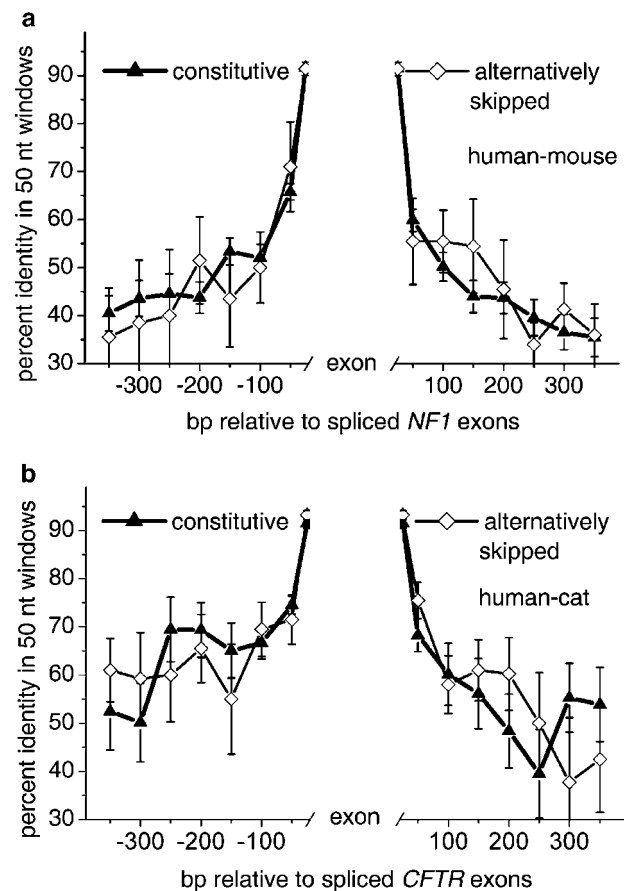 a
percent identity in 50 nt windows
90
80
70
60
50
40
30
constitutive
alternatively
skipped
human-mouse
-300 -200 -100 exon 100 200 300
bp relative to spliced NF1 exons
b
percent identity in 50 nt windows
90
80
70
60
50
40
30
constitutive
alternatively
skipped
human-cat
-300 -200 -100 exon 100 200 300
bp relative to spliced CFTR exons